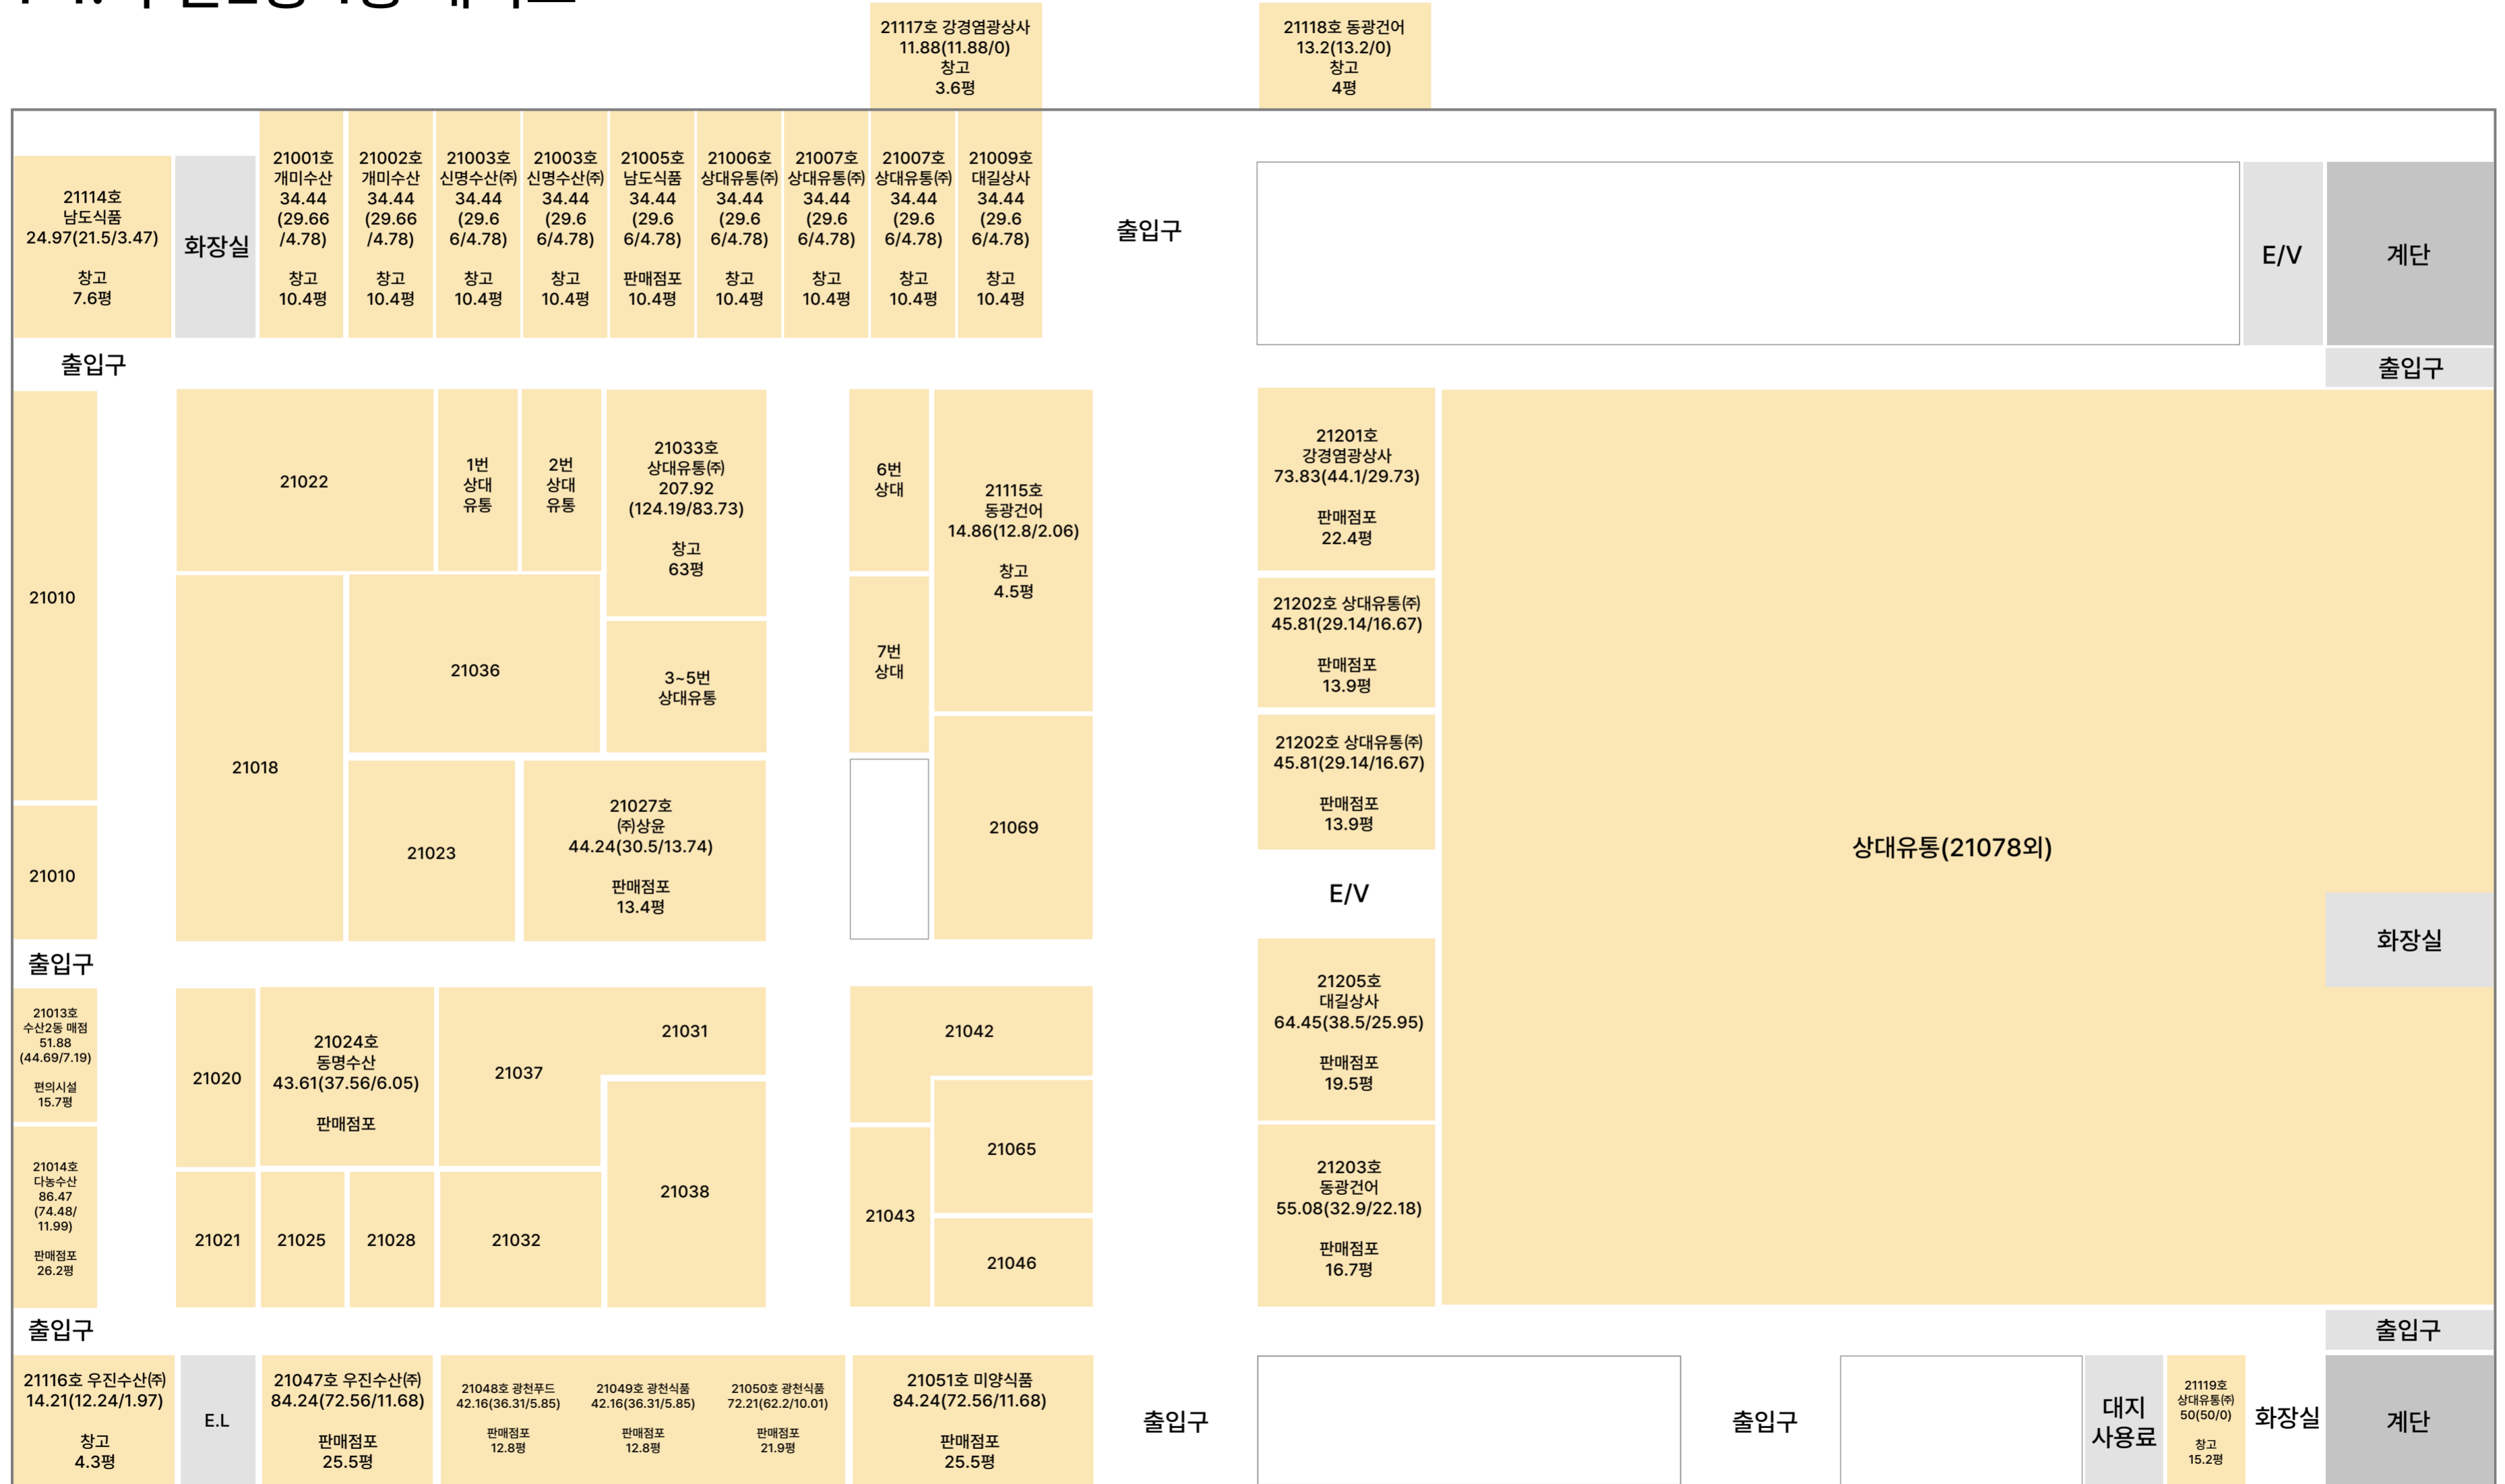 21117호 강경염광상사
11.88(11.88/0)
창고
3.6평
21118호 동광건어
13.2(13.2/0)
창고
4평
21114호
남도식품
24.97(21.5/3.47)
창고
7.6평
화장실
21001호
개미수산
34.44
(29.66
/4.78)
창고
10.4평
21002호
개미수산
34.44
(29.66
/4.78)
창고
10.4평
21003호
신명수산㈜
34.44
(29.6
6/4.78)
창고
10.4평
21003호
신명수산㈜
34.44
(29.6
6/4.78)
창고
10.4평
21005호
남도식품
34.44
(29.6
6/4.78)
판매점포
10.4평
21006호
상대유통㈜
34.44
(29.6
6/4.78)
창고
10.4평
21007호
상대유통㈜
34.44
(29.6
6/4.78)
창고
10.4평
21007호
상대유통㈜
34.44
(29.6
6/4.78)
창고
10.4평
21009호
대길상사
34.44
(29.6
6/4.78)
창고
10.4평
출입구
E/V
계단
출입구
출입구
21010
21022
1번
상대
유통
2번
상대
유통
21033호
상대유통㈜
207.92
(124.19/83.73)
창고
63평
6번
상대
21115호
동광건어
14.86(12.8/2.06)
창고
4.5평
21201호
강경염광상사
73.83(44.1/29.73)
판매점포
22.4평
21018
21036
3~5번
상대유통
7번
상대
21202호 상대유통㈜
45.81(29.14/16.67)
판매점포
13.9평
21202호 상대유통㈜
45.81(29.14/16.67)
판매점포
13.9평
상대유통(21078외)
21010
21023
21027호
㈜상윤
44.24(30.5/13.74)
판매점포
13.4평
21069
E/V
화장실
출입구
21013호
수산2동 매점
51.88
(44.69/7.19)
편의시설
15.7평
21020
21024호
동명수산
43.61(37.56/6.05)
판매점포
21037
21031
21042
21205호
대길상사
64.45(38.5/25.95)
판매점포
19.5평
21014호
다농수산
86.47
(74.48/
11.99)
판매점포
26.2평
21021
21025
21028
21032
21038
21043
21065
21046
21203호
동광건어
55.08(32.9/22.18)
판매점포
16.7평
출입구
출입구
21116호 우진수산㈜
14.21(12.24/1.97)
창고
4.3평
E.L
21047호 우진수산㈜
84.24(72.56/11.68)
판매점포
25.5평
21048호 광천푸드
42.16(36.31/5.85)
판매점포
12.8평
21049호 광천식품
42.16(36.31/5.85)
판매점포
12.8평
21050호 광천식품
72.21(62.2/10.01)
판매점포
21.9평
21051호 미양식품
84.24(72.56/11.68)
판매점포
25.5평
출입구
출입구
대지
사용료
21119호
상대유통㈜
50(50/0)
창고
15.2평
화장실
계단